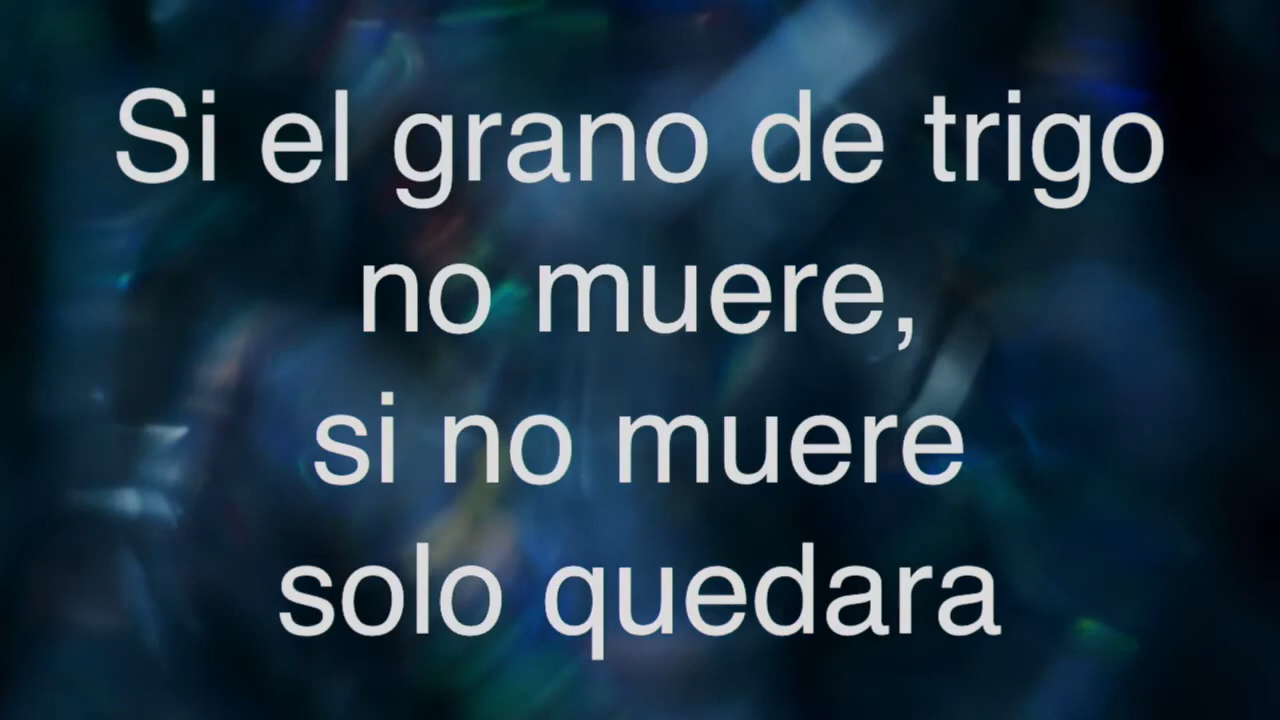 Si el grano de trigo
no muere,
si no muere
solo quedara